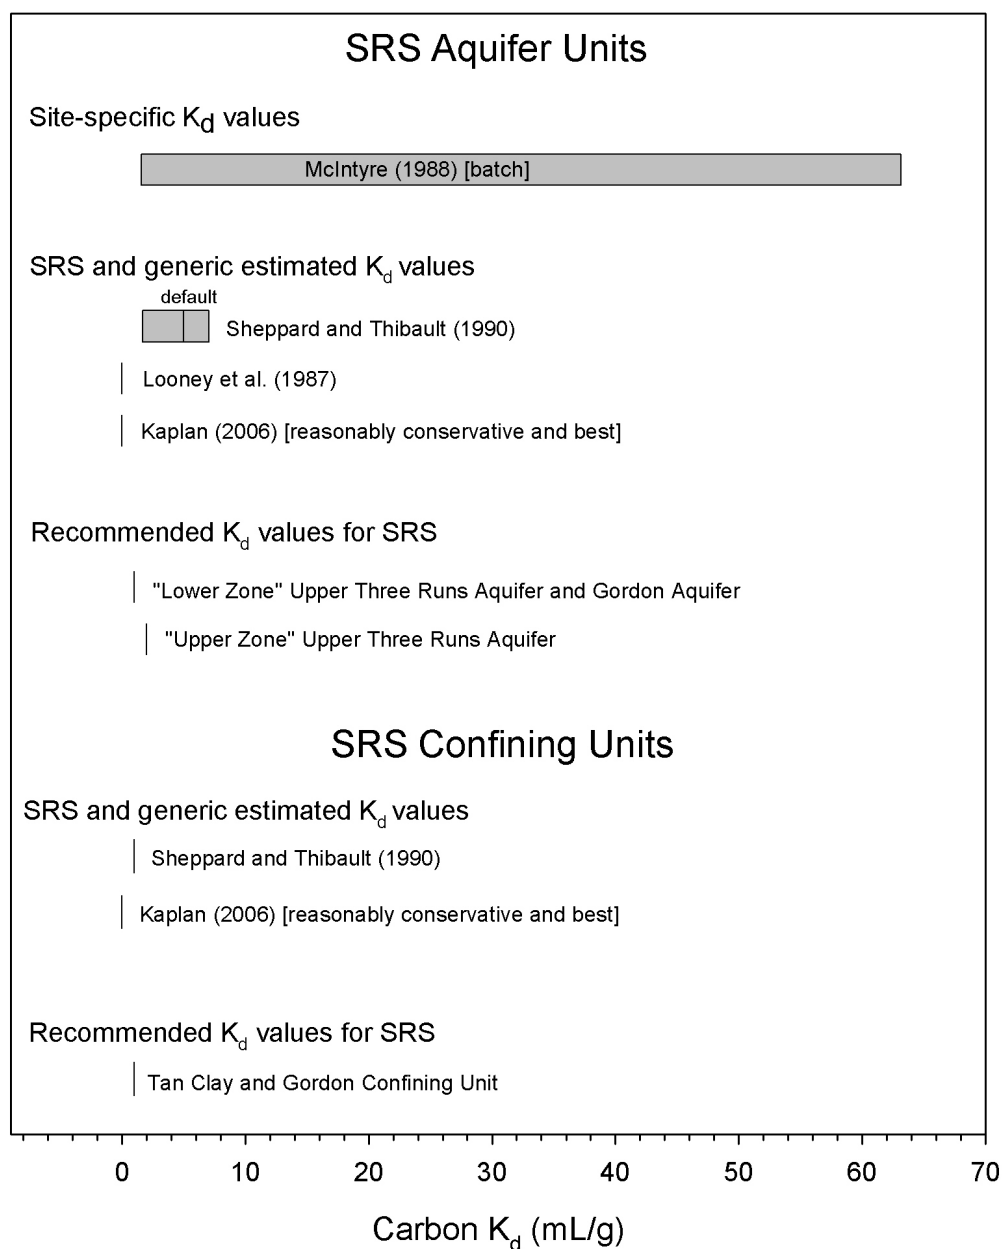 SRS Aquifer Units
Site-specific Kd values
McIntyre (1988) [batch]
SRS and generic estimated Kd values
default
Sheppard and Thibault (1990)
Looney et al. (1987)
Kaplan (2006) [reasonably conservative and best]
Recommended Kd values for SRS
"Lower Zone" Upper Three Runs Aquifer and Gordon Aquifer
"Upper Zone" Upper Three Runs Aquifer
SRS Confining Units
SRS and generic estimated Kd values
Sheppard and Thibault (1990)
Kaplan (2006) [reasonably conservative and best]
Recommended Kd values for SRS
Tan Clay and Gordon Confining Unit
0 10 20 30 40 50 60 70
Carbon Kd (mL/g)